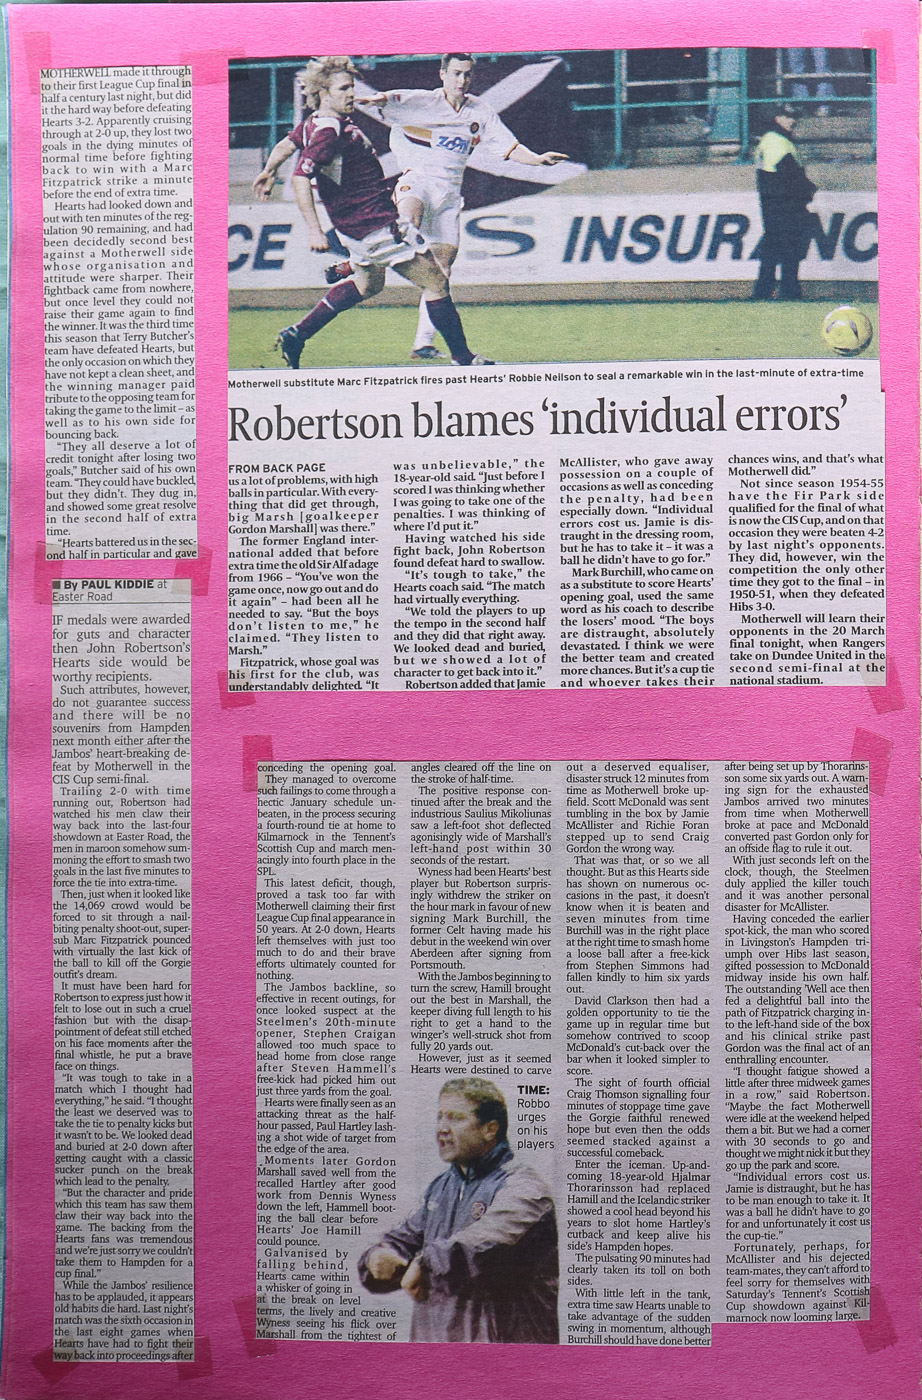 MOTHERWELL made it through
to their first League Cup final in
half a century last night, but did
it the hard way before defeating
Hearts 3-2. Apparently cruising
through at 2-0 up, they lost two
goals in the dying minutes of
normal time before fighting
back to win with a Marc
Fitzpatrick strike a minute
before the end of extra time.
Hearts had looked down and
out with ten minutes of the reg-
ulation 90 remaining, and had
been decidedly second best
against a Motherwell side
whose organisation and
attitude were sharper. Their
fightback came from nowhere,
but once level they could not
raise their game again to find
the winner. It was the third time
this season that Terry Butcher's
team have defeated Hearts, but
the only occasion on which they
have not kept a clean sheet, and
the winning manager paid
tribute to the opposing team for
taking the game to the limit – as
well as to his own side for
bouncing back.
"They all deserve a lot of
credit tonight after losing two
goals," Butcher said of his own
team. "They could have buckled,
but they didn't. They dug in,
and showed some great resolve
in the second half of extra
time.
"Hearts battered us in the sec-
ond half in particular and gave
ZOOM
CE
S INSURANC
Motherwell substitute Marc Fitzpatrick fires past Hearts' Robbie Neilson to seal a remarkable win in the last-minute of extra-time
Robertson blames 'individual errors'
FROM BACK PAGE
us a lot of problems, with high
balls in particular. With every-
thing that did get through,
big Marsh [goalkeeper
Gordon Marshall] was there."
The former England inter-
national added that before
extra time the old Sir Alf adage
from 1966 – "You've won the
game once, now go out and do
it again" – had been all he
needed to say. "But the boys
don't listen to me," he
claimed. "They listen to
Marsh."
Fitzpatrick, whose goal was
his first for the club, was
understandably delighted. "It
was unbelievable," the
18-year-old said. "Just before I
scored I was thinking whether
I was going to take one of the
penalties. I was thinking of
where I'd put it."
Having watched his side
fight back, John Robertson
found defeat hard to swallow.
"It's tough to take," the
Hearts coach said. "The match
had virtually everything.
"We told the players to up
the tempo in the second half
and they did that right away.
We looked dead and buried,
but we showed a lot of
character to get back into it."
Robertson added that Jamie
McAllister, who gave away
possession on a couple of
occasions as well as conceding
the penalty, had been
especially down. "Individual
errors cost us. Jamie is dis-
traught in the dressing room,
but he has to take it – it was a
ball he didn't have to go for."
Mark Burchill, who came on
as a substitute to score Hearts'
opening goal, used the same
word as his coach to describe
the losers' mood. "The boys
are distraught, absolutely
devastated. I think we were
the better team and created
more chances. But it's a cup tie
and whoever takes their
chances wins, and that's what
Motherwell did."
Not since season 1954-55
have the Fir Park side
qualified for the final of what
is now the CIS Cup, and on that
occasion they were beaten 4-2
by last night's opponents.
They did, however, win the
competition the only other
time they got to the final – in
1950-51, when they defeated
Hibs 3-0.
Motherwell will learn their
opponents in the 20 March
final tonight, when Rangers
take on Dundee United in the
second semi-final at the
national stadium.
■ By PAUL KIDDIE at
Easter Road
IF medals were awarded
for guts and character
then John Robertson's
Hearts side would be
worthy recipients.
Such attributes, however,
do not guarantee success
and there will be no
souvenirs from Hampden
next month either after the
Jambos' heart-breaking de-
feat by Motherwell in the
CIS Cup semi-final.
Trailing 2-0 with time
running out, Robertson had
watched his men claw their
way back into the last-four
showdown at Easter Road, the
men in maroon somehow sum-
moning the effort to smash two
goals in the last five minutes to
force the tie into extra-time.
Then, just when it looked like
the 14,069 crowd would be
forced to sit through a nail-
biting penalty shoot-out, super-
sub Marc Fitzpatrick pounced
with virtually the last kick of
the ball to kill off the Gorgie
outfit's dream.
It must have been hard for
Robertson to express just how it
felt to lose out in such a cruel
fashion but with the disap-
pointment of defeat still etched
on his face moments after the
final whistle, he put a brave
face on things.
"It was tough to take in a
match which I thought had
everything," he said. "I thought
the least we deserved was to
take the tie to penalty kicks but
it wasn't to be. We looked dead
and buried at 2-0 down after
getting caught with a classic
sucker punch on the break
which lead to the penalty.
"But the character and pride
which this team has saw them
claw their way back into the
game. The backing from the
Hearts fans was tremendous
and we're just sorry we couldn't
take them to Hampden for a
cup final."
While the Jambos' resilience
has to be applauded, it appears
old habits die hard. Last night's
match was the sixth occasion in
the last eight games when
Hearts have had to fight their
way back into proceedings after
conceding the opening goal.
They managed to overcome
such failings to come through a
hectic January schedule un-
beaten, in the process securing
a fourth-round tie at home to
Kilmarnock in the Tennent's
Scottish Cup and march men-
acingly into fourth place in the
SPL.
This latest deficit, though,
proved a task too far with
Motherwell claiming their first
League Cup final appearance in
50 years. At 2-0 down, Hearts
left themselves with just too
much to do and their brave
efforts ultimately counted for
nothing.
The Jambos backline, so
effective in recent outings, for
once looked suspect at the
Steelmen's 20th-minute
opener, Stephen Craigan
allowed too much space to
head home from close range
after Steven Hammell's
free-kick had picked him out
just three yards from the goal.
Hearts were finally seen as an
attacking threat as the half-
hour passed, Paul Hartley lash-
ing a shot wide of target from
the edge of the area.
Moments later Gordon
Marshall saved well from the
recalled Hartley after good
work from Dennis Wyness
down the left, Hammell boot-
ing the ball clear before
Hearts' Joe Hamill
could pounce.
Galvanised by
falling behind,
Hearts came within
a whisker of going in
at the break on level
terms, the lively and creative
Wyness seeing his flick over
Marshall from the tightest of
angles cleared off the line on
the stroke of half-time.
The positive response con-
tinued after the break and the
industrious Saulius Mikoliunas
saw a left-foot shot deflected
agonisingly wide of Marshall's
left-hand post within 30
seconds of the restart.
Wyness had been Hearts' best
player but Robertson surpris-
ingly withdrew the striker on
the hour mark in favour of new
signing Mark Burchill, the
former Celt having made his
debut in the weekend win over
Aberdeen after signing from
Portsmouth.
With the Jambos beginning to
turn the screw, Hamill brought
out the best in Marshall, the
keeper diving full length to his
right to get a hand to the
winger's well-struck shot from
fully 20 yards out.
However, just as it seemed
Hearts were destined to carve
TIME:
Robbo
urges
on his
players
out a deserved equaliser,
disaster struck 12 minutes from
time as Motherwell broke up-
field. Scott McDonald was sent
tumbling in the box by Jamie
McAllister and Richie Foran
stepped up to send Craig
Gordon the wrong way.
That was that, or so we all
thought. But as this Hearts side
has shown on numerous oc-
casions in the past, it doesn't
know when it is beaten and
seven minutes from time
Burchill was in the right place
at the right time to smash home
a loose ball after a free-kick
from Stephen Simmons had
fallen kindly to him six yards
out.
David Clarkson then had a
golden opportunity to tie the
game up in regular time but
somehow contrived to scoop
McDonald's cut-back over the
bar when it looked simpler to
score.
The sight of fourth official
Craig Thomson signalling four
minutes of stoppage time gave
the Gorgie faithful renewed
hope but even then the odds
seemed stacked against a
successful comeback.
Enter the iceman. Up-and-
coming 18-year-old Hjalmar
Thorarinsson had replaced
Hamill and the Icelandic striker
showed a cool head beyond his
years to slot home Hartley's
cutback and keep alive his
side's Hampden hopes.
The pulsating 90 minutes had
clearly taken its toll on both
sides.
With little left in the tank,
extra time saw Hearts unable to
take advantage of the sudden
swing in momentum, although
Burchill should have done better
after being set up by Thorarins-
son some six yards out. A warn-
ing sign for the exhausted
Jambos arrived two minutes
from time when Motherwell
broke at pace and McDonald
converted past Gordon only for
an offside flag to rule it out.
With just seconds left on the
clock, though, the Steelmen
duly applied the killer touch
and it was another personal
disaster for McAllister.
Having conceded the earlier
spot-kick, the man who scored
in Livingston's Hampden tri-
umph over Hibs last season,
gifted possession to McDonald
midway inside his own half.
The outstanding 'Well ace then
fed a delightful ball into the
path of Fitzpatrick charging in-
to the left-hand side of the box
and his clinical strike past
Gordon was the final act of an
enthralling encounter.
"I thought fatigue showed a
little after three midweek games
in a row," said Robertson.
"Maybe the fact Motherwell
were idle at the weekend helped
them a bit. But we had a corner
with 30 seconds to go and
thought we might nick it but they
go up the park and score.
"Individual errors cost us.
Jamie is distraught, but he has
to be man enough to take it. It
was a ball he didn't have to go
for and unfortunately it cost us
the cup-tie."
Fortunately, perhaps, for
McAllister and his dejected
team-mates, they can't afford to
feel sorry for themselves with
Saturday's Tennent's Scottish
Cup showdown against Kil-
marnock now looming large.